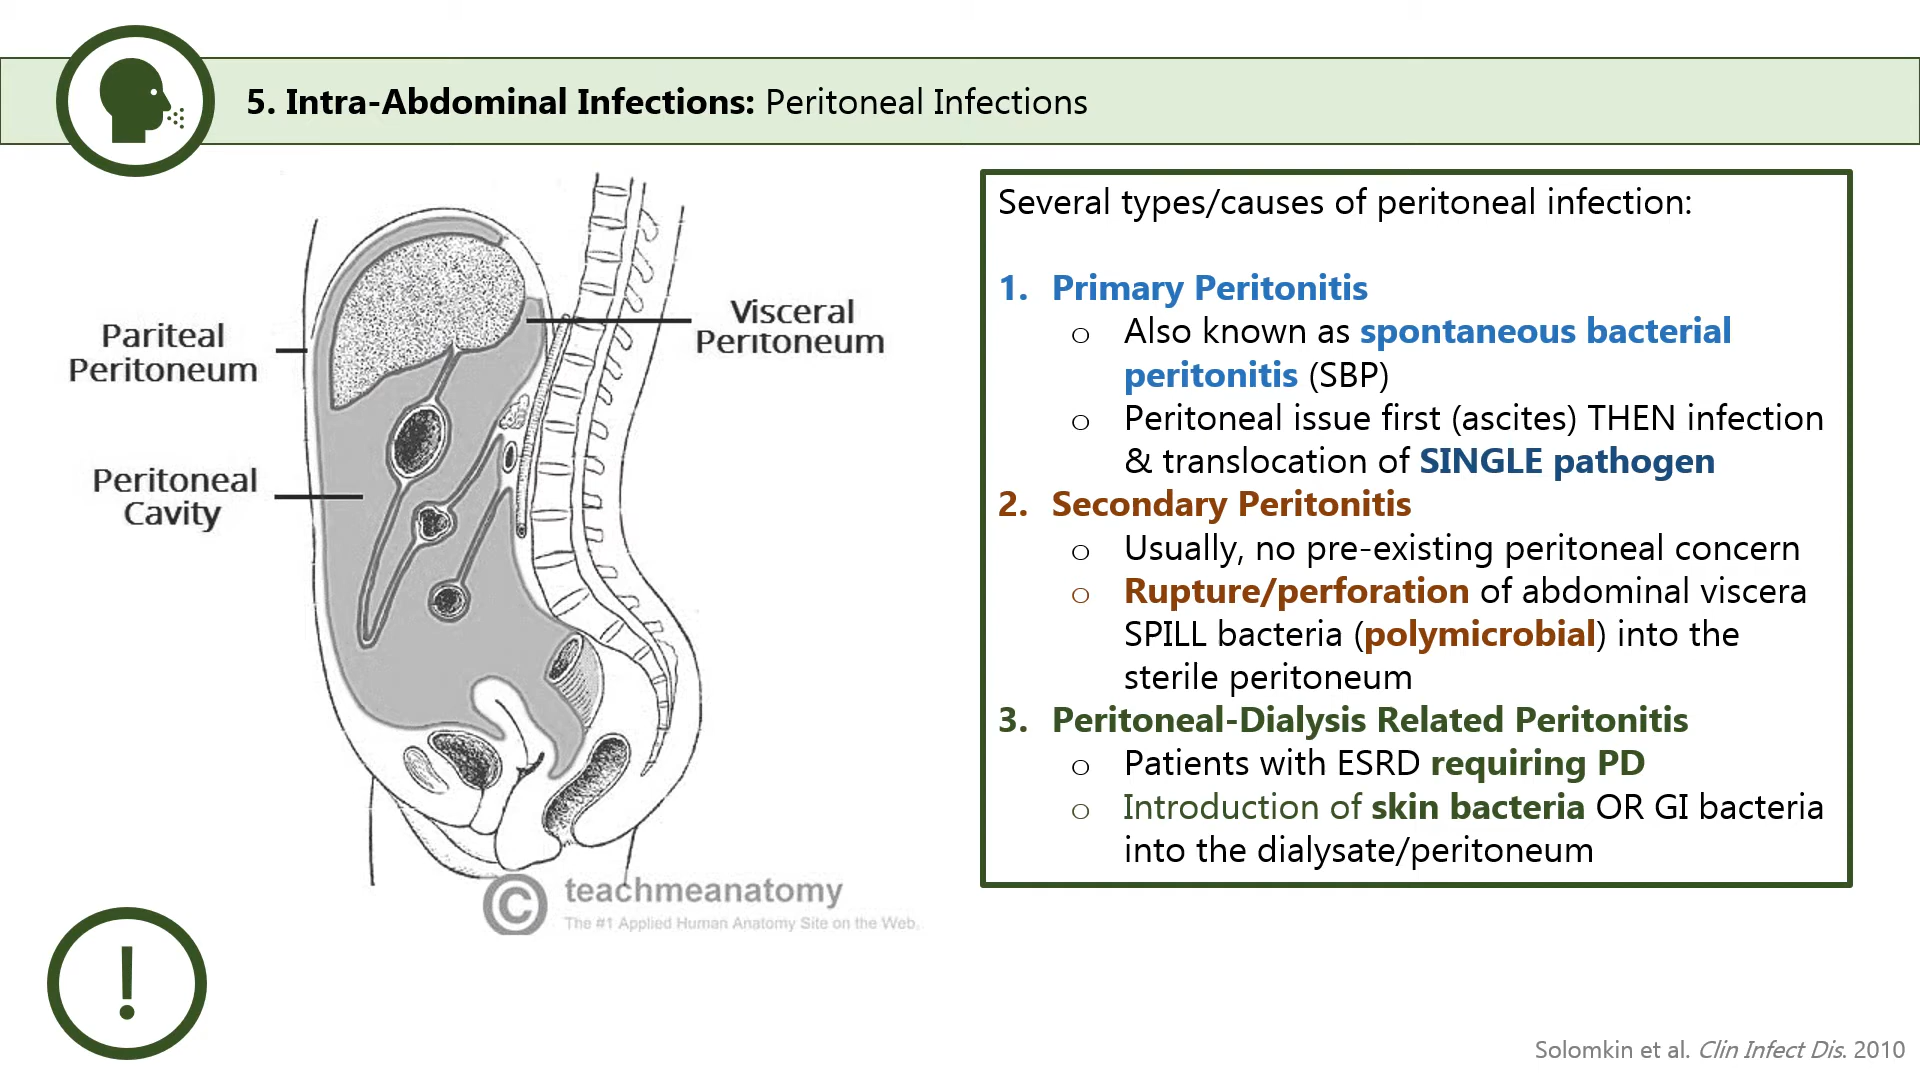 5. Intra-Abdominal Infections: Peritoneal Infections
Pariteal
Peritoneum
Visceral
Peritoneum
Peritoneal
Cavity
© teachmeanatomy
The #1 Applied Human Anatomy Site on the Web.
Several types/causes of peritoneal infection:
1. Primary Peritonitis
o Also known as spontaneous bacterial
peritonitis (SBP)
o Peritoneal issue first (ascites) THEN infection
& translocation of SINGLE pathogen
2. Secondary Peritonitis
o Usually, no pre-existing peritoneal concern
o Rupture/perforation of abdominal viscera
SPILL bacteria (polymicrobial) into the
sterile peritoneum
3. Peritoneal-Dialysis Related Peritonitis
o Patients with ESRD requiring PD
o Introduction of skin bacteria OR GI bacteria
into the dialysate/peritoneum
!
Solomkin et al. Clin Infect Dis. 2010